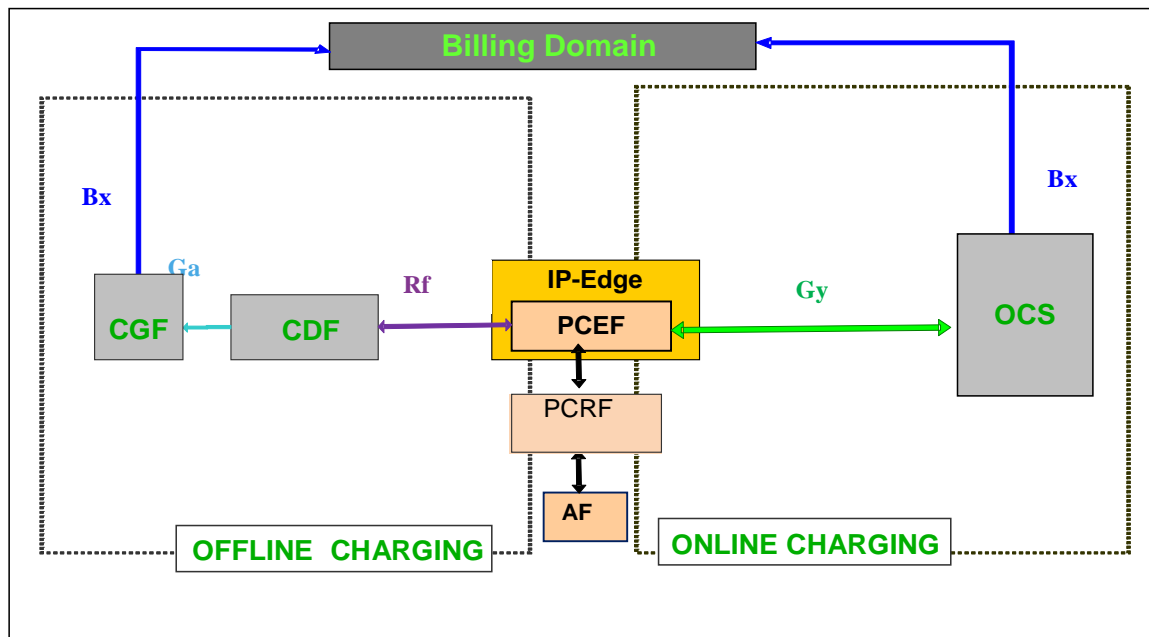 Billing Domain
Bx
Bx
Ga
Rf
IP-Edge
Gy
CGF
CDF
PCEF
OCS
PCRF
AF
OFFLINE CHARGING
ONLINE CHARGING